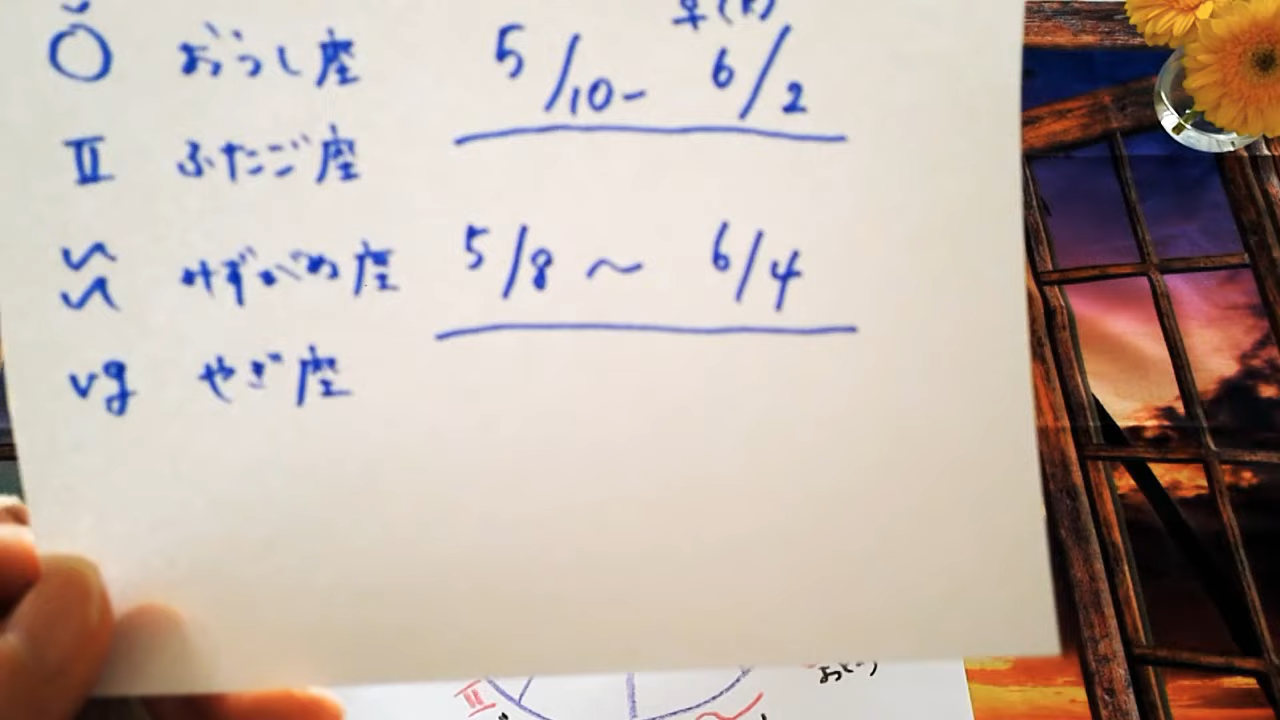 ♉ おうし座 5/10- 6/2
♊ ふたご座
♒ みずがめ座 5/8 〜 6/4
vg やぎ座
♊